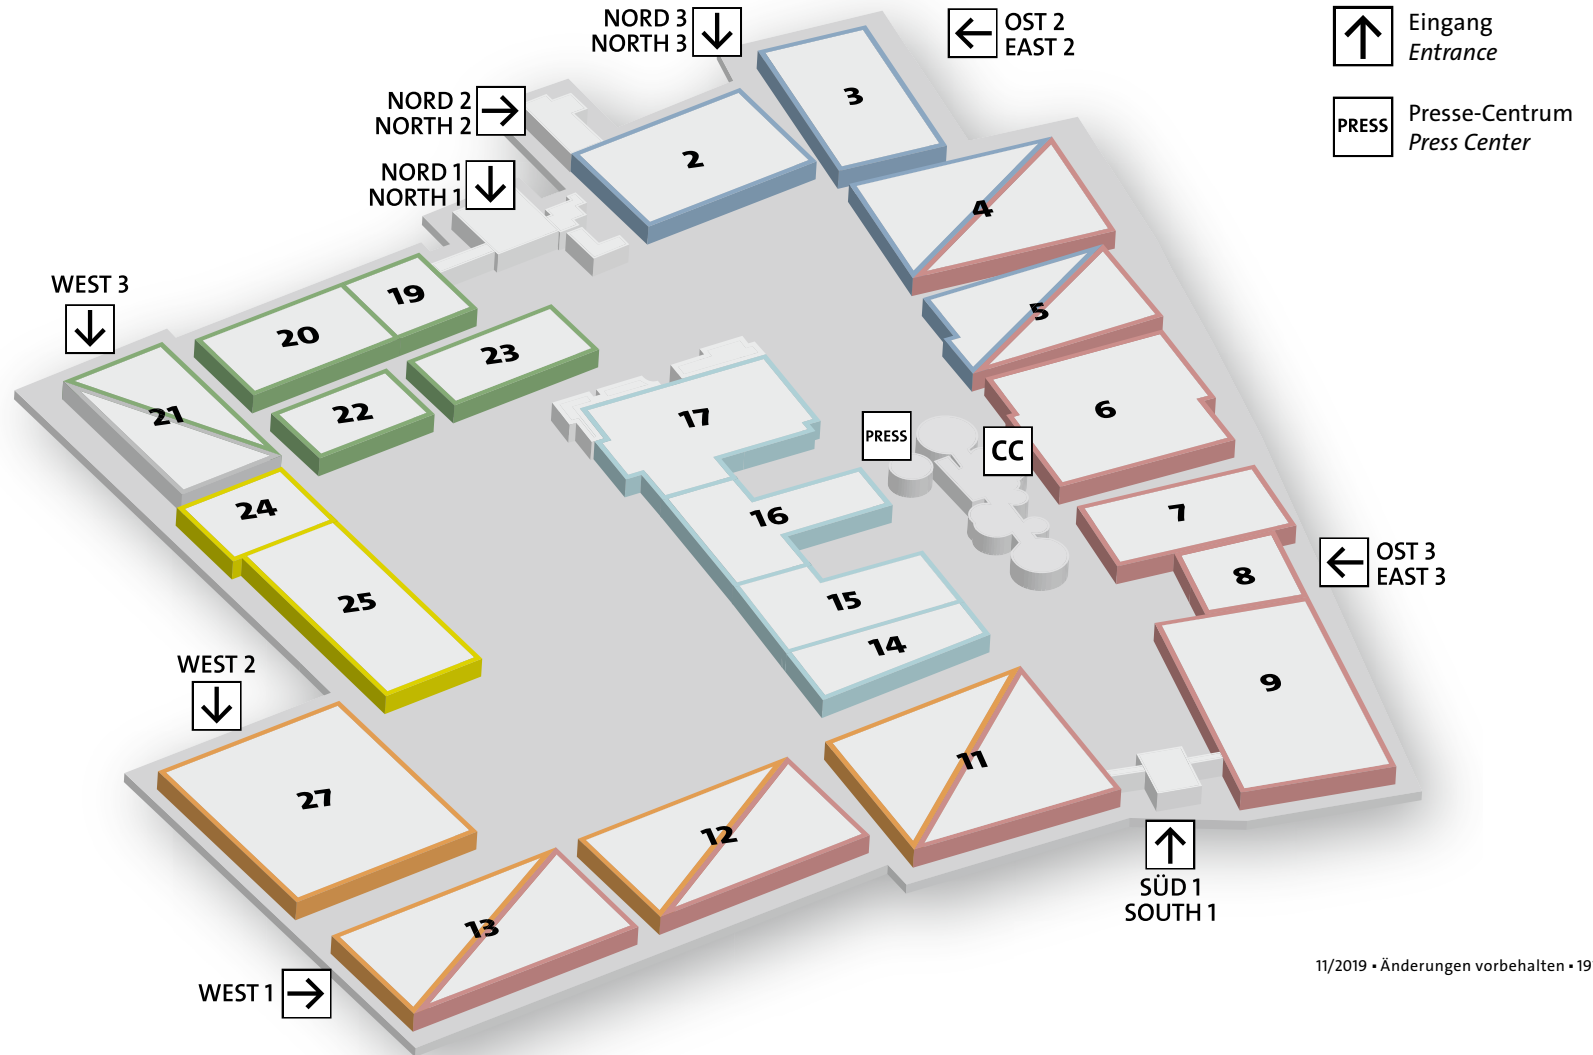 NORD 3
NORTH 3
OST 2
EAST 2
Eingang
Entrance
NORD 2
NORTH 2
PRESS
Presse-Centrum
Press Center
NORD 1
NORTH 1
3
2
4
WEST 3
19
20
5
23
21
22
17
6
PRESS
CC
24
16
7
OST 3
EAST 3
8
25
15
14
WEST 2
9
11
27
12
13
SÜD 1
SOUTH 1
WEST 1
11/2019 ▪ Änderungen vorbehalten ▪ 19